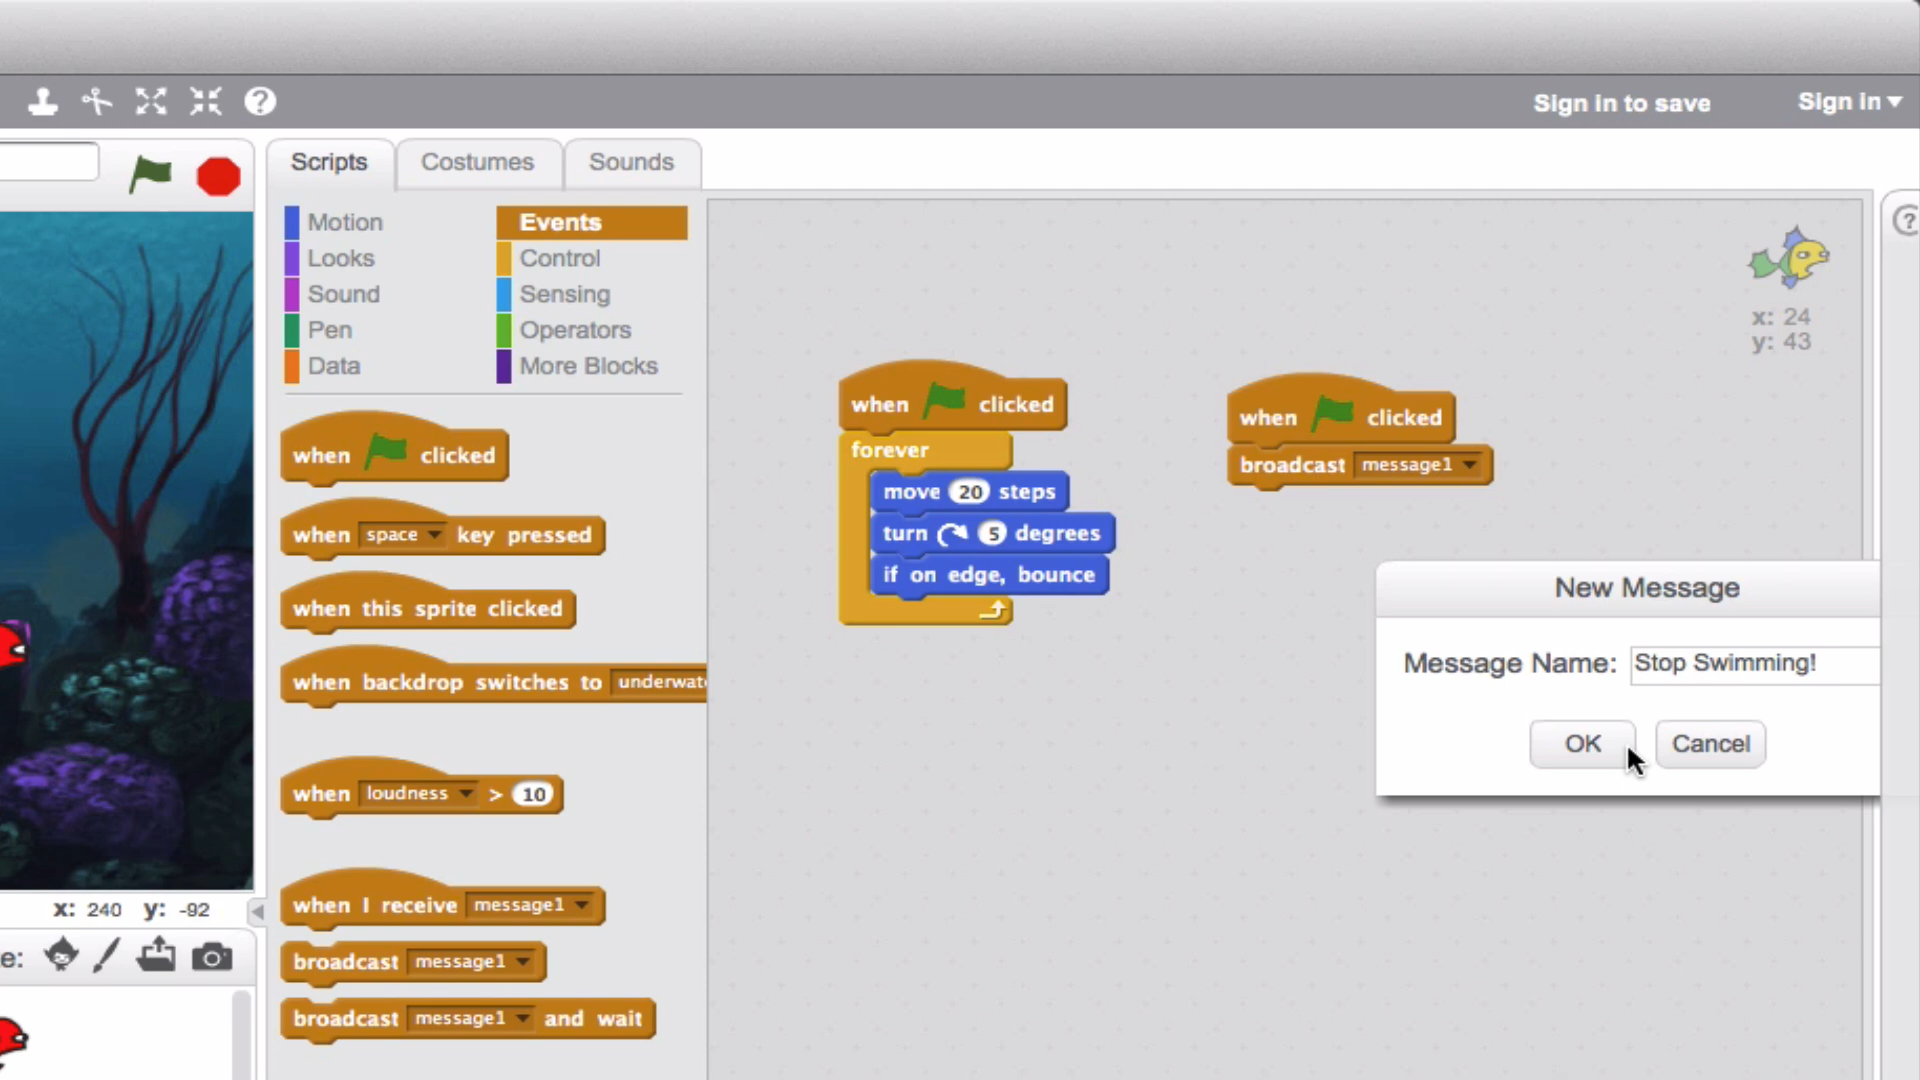 Sign in to save
Sign in
Scripts
Costumes
Sounds
Motion
Events
Looks
Control
Sound
Sensing
Pen
Operators
Data
More Blocks
when clicked
when space key pressed
when this sprite clicked
when backdrop switches to
when loudness > 10
when I receive message1
broadcast message1
broadcast message1 and wait
when clicked
forever
move 20 steps
turn 5 degrees
if on edge, bounce
when clicked
broadcast message1
x: 24
y: 43
New Message
Message Name: Stop Swimming!
OK
Cancel
x: 240 y: -92